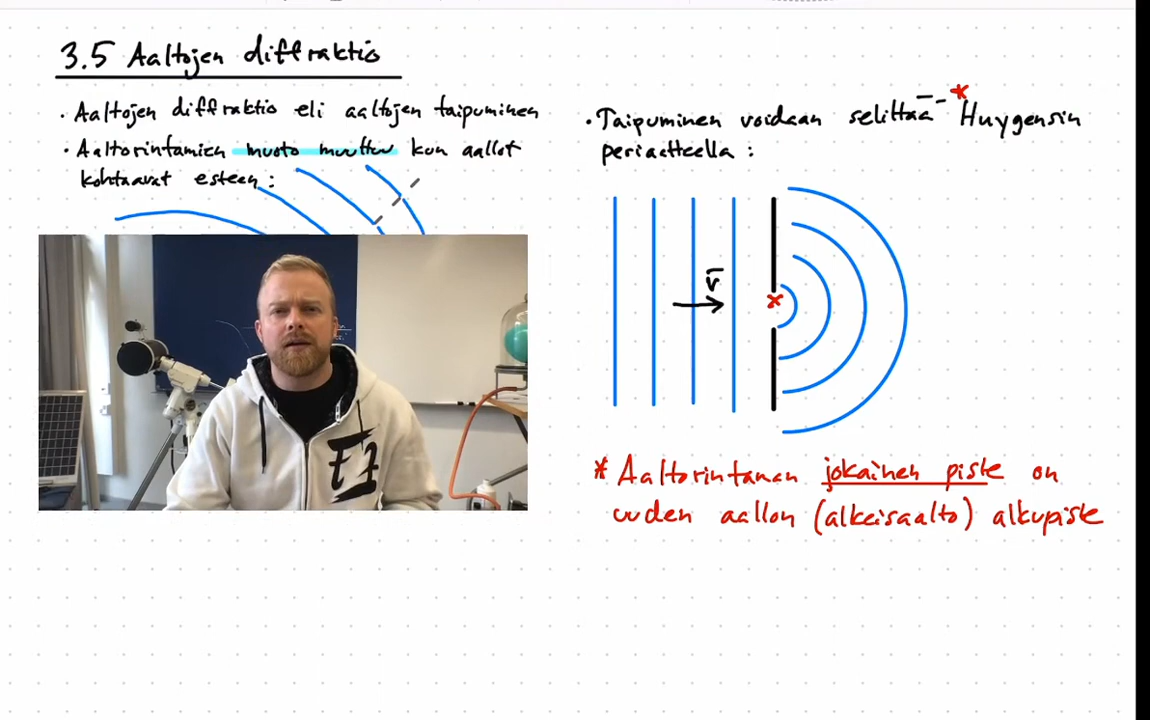 3.5 Aaltojen diffraktio
• Aaltojen diffraktio eli aaltojen taipuminen
• Aaltorintamien muoto muuttuu kun aallot
kohtaavat esteen:
• Taipuminen voidaan selittää * Huygensin
periaatteella:
v̄
x
* Aaltorintaman jokainen piste on
uuden aallon (alkeisaalto) alkupiste